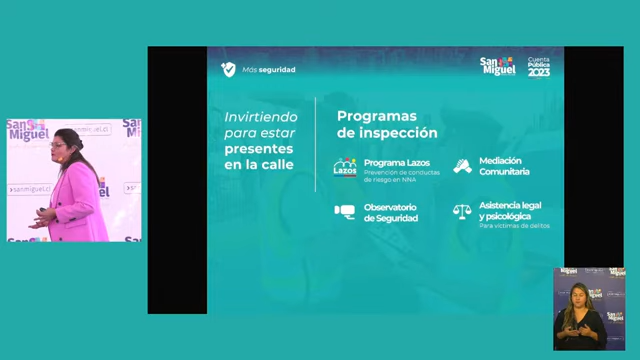 Más seguridad
San
Miguel
Cuenta
Pública
2023
Invirtiendo
para estar
presentes
en la calle
Programas
de inspección
LAZOS
Programa Lazos
Prevención de conductas
de riesgo en NNA
Mediación
Comunitaria
Observatorio
de Seguridad
Asistencia legal
y psicológica
Para víctimas de delitos
San
Miguel
sanmiguel.cl
San
Miguel